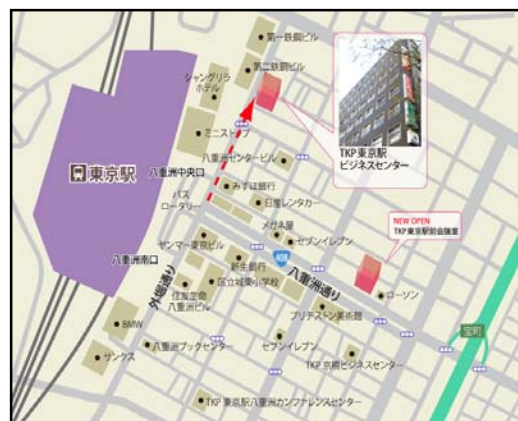 第一鉄鋼ビル
第二鉄鋼ビル
シャングリラ
ホテル
TKP 東京駅
ビジネスセンター
ミニストップ
八重洲センタービル
東京駅
八重洲中央口
みずほ銀行
バス
ロータリー
日産レンタカー
メガネ屋
セブンイレブン
NEW OPEN
TKP東京駅前会議室
ヤンマー東京ビル
八重洲南口
新生銀行
408
八重洲通り
外堀通り
区立城東小学校
住友生命
八重洲ビル
ローソン
ブリヂストン美術館
BMW
宝町
八重洲ブックセンター
セブンイレブン
サンクス
TKP 京橋ビジネスセンター
TKP 東京駅八重洲カンファレンスセンター